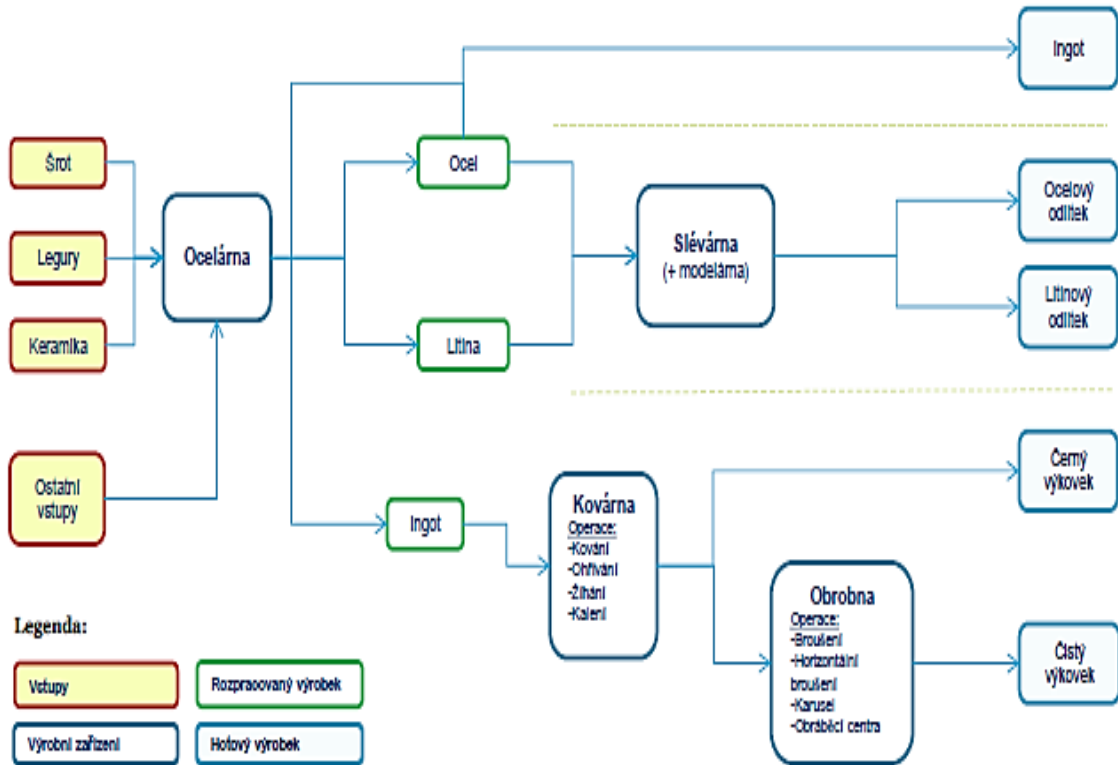 Ingot
Šrot
Legury
Keramika
Ostatní
vstupy
Ocelárna
Ocel
Litina
Slévárna
(+ modelárna)
Ocelový
odlitek
Litinový
odlitek
Ingot
Kovárna
Operace:
-Kování
-Ohřívání
-Žíhání
-Kalení
Černý
výkovek
Obrobna
Operace:
-Broušení
-Horizontální
broušení
-Karusel
-Obráběcí centra
Čistý
výkovek
Legenda:
Vstupy
Rozpracovaný výrobek
Výrobní zařízení
Hotový výrobek